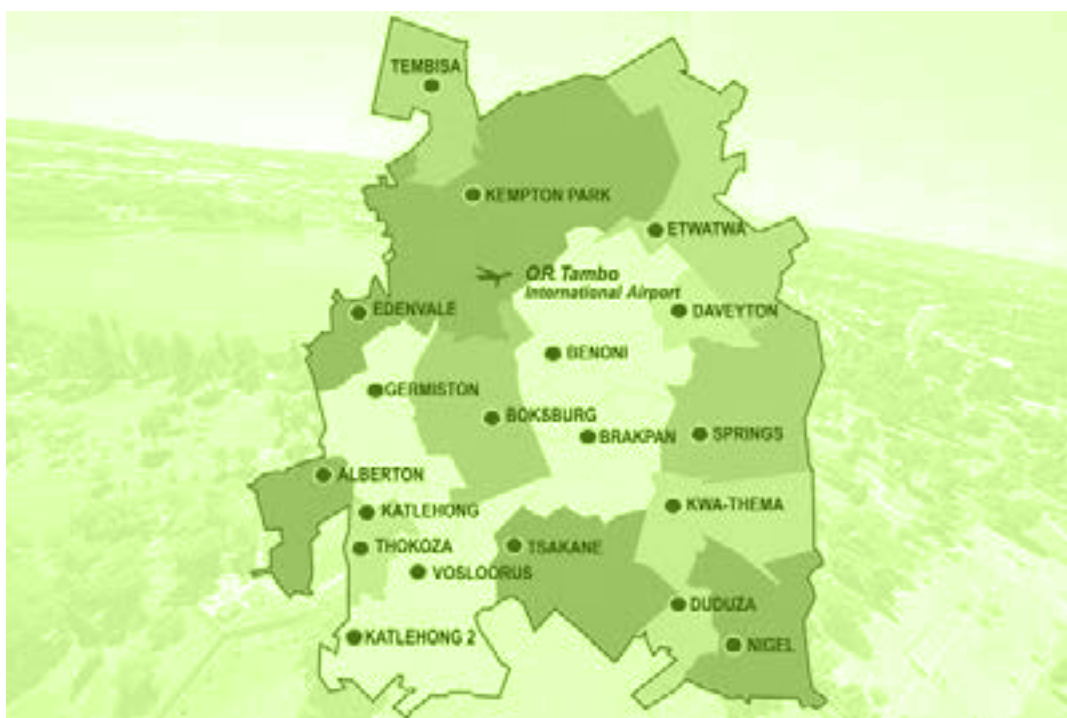 TEMBISA
KEMPTON PARK
ETWATWA
OR Tambo
International Airport
EDENVALE
DAVEYTON
BENONI
GERMISTON
BOKSBURG
BRAKPAN
SPRINGS
ALBERTON
KATLEHONG
KWA-THEMA
THOKOZA
TSAKANE
VOSLOORUS
DUDUZA
KATLEHONG 2
NIGEL